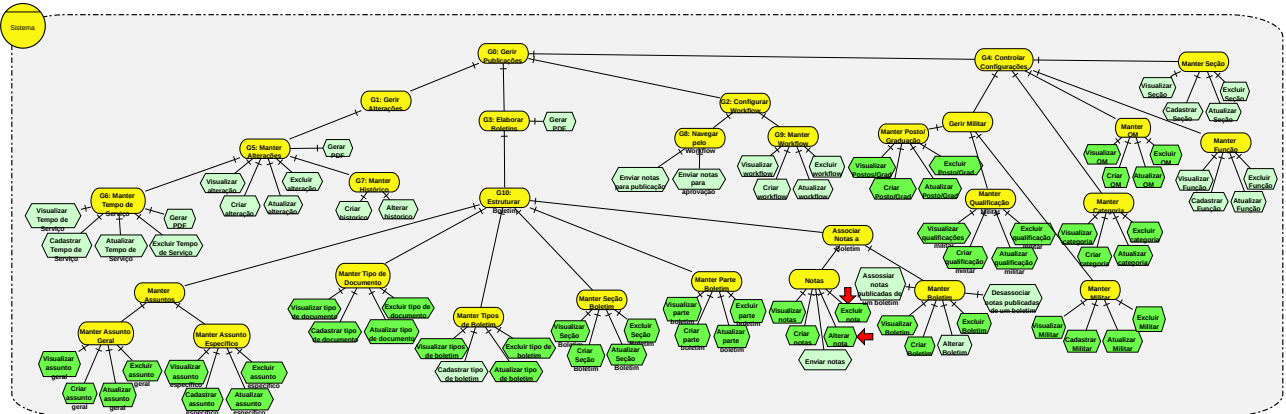 Sistema
G0: Gerir
Publicações
G4: Controlar
Configurações
Manter Seção
Visualizar
Seção
Excluir
Seção
Cadastrar
Seção
Atualizar
Seção
G1: Gerir
Alterações
G3: Elaborar
Boletins
Gerar
PDF
G2: Configurar
Workflow
G8: Navegar
pelo
Workflow
G9: Manter
Workflow
Enviar notas
para publicação
Enviar notas
para
aprovação
Visualizar
workflow
Excluir
workflow
Criar
workflow
Atualizar
workflow
Gerir Militar
Manter Posto/
Graduação
Visualizar
Postos/Grad
Excluir
Posto/Grad
Criar
Posto/Grad
Atualizar
Posto/Grad
Manter
OM
Visualizar
OM
Excluir
OM
Criar
OM
Atualizar
OM
Manter
Função
Visualizar
Função
Excluir
Função
Cadastrar
Função
Atualizar
Função
G5: Manter
Alterações
Gerar
PDF
Visualizar
alteração
Excluir
alteração
Criar
alteração
Atualizar
alteração
G7: Manter
Histórico
Criar
historico
Alterar
historico
G6: Manter
Tempo de
Serviço
Visualizar
Tempo de
Serviço
Gerar
PDF
Cadastrar
Tempo de
Serviço
Atualizar
Tempo de
Serviço
Excluir Tempo
de Serviço
G10:
Estruturar
Boletim
Manter
Qualificação
Militar
Visualizar
qualificações
militar
Excluir
qualificação
militar
Criar
qualificação
militar
Atualizar
qualificação
militar
Manter
Categoria
Visualizar
categoria
Excluir
categoria
Criar
categoria
Atualizar
categoria
Associar
Notas a
Boletim
Manter
Assuntos
Manter Tipo de
Documento
Visualizar tipo
de documento
Excluir tipo
de documento
Cadastrar tipo
de documento
Atualizar tipo
de documento
Manter Tipos
de Boletim
Visualizar tipos
de boletim
Excluir tipo de
boletim
Cadastrar tipo
de boletim
Atualizar tipo
de boletim
Manter Seção
Boletim
Visualizar
Seção
Boletim
Excluir
Seção
Boletim
Criar
Seção
Boletim
Atualizar
Seção
Boletim
Manter Parte
Boletim
Visualizar
parte
boletim
Excluir
parte
boletim
Criar
parte
boletim
Atualizar
parte
boletim
Notas
Visualizar
notas
Excluir
nota
Criar
notas
Alterar
nota
Enviar notas
Assossiar
notas
publicadas de
um boletim
Manter
Boletim
Desassociar
notas publicadas
de um boletim
Visualizar
Boletim
Excluir
Boletim
Criar
Boletim
Alterar
Boletim
Manter
Militar
Visualizar
Militar
Excluir
Militar
Cadastrar
Militar
Atualizar
Militar
Manter Assunto
Geral
Visualizar
assunto
geral
Excluir
assunto
geral
Criar
assunto
geral
Atualizar
assunto
geral
Manter Assunto
Específico
Visualizar
assunto
específico
Excluir
assunto
específico
Cadastrar
assunto
específico
Atualizar
assunto
específico